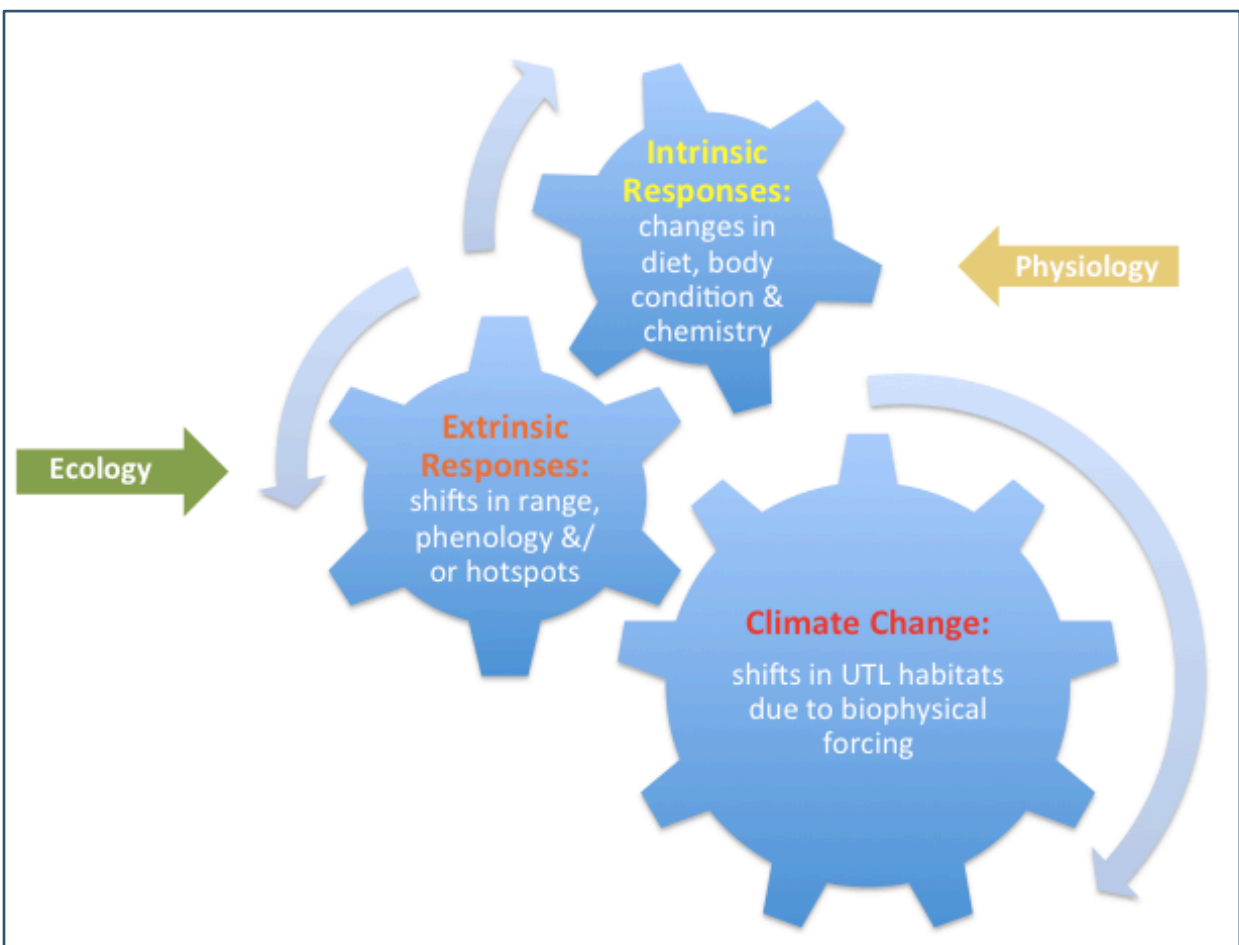 Intrinsic
Responses:
changes in
diet, body
condition &
chemistry
Physiology
Extrinsic
Responses:
shifts in range,
phenology &/
or hotspots
Ecology
Climate Change:
shifts in UTL habitats
due to biophysical
forcing